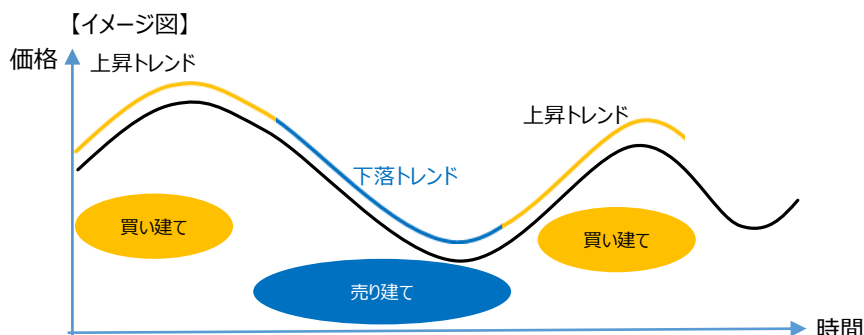 【イメージ図】
価格
上昇トレンド
上昇トレンド
下落トレンド
買い建て
買い建て
売り建て
時間